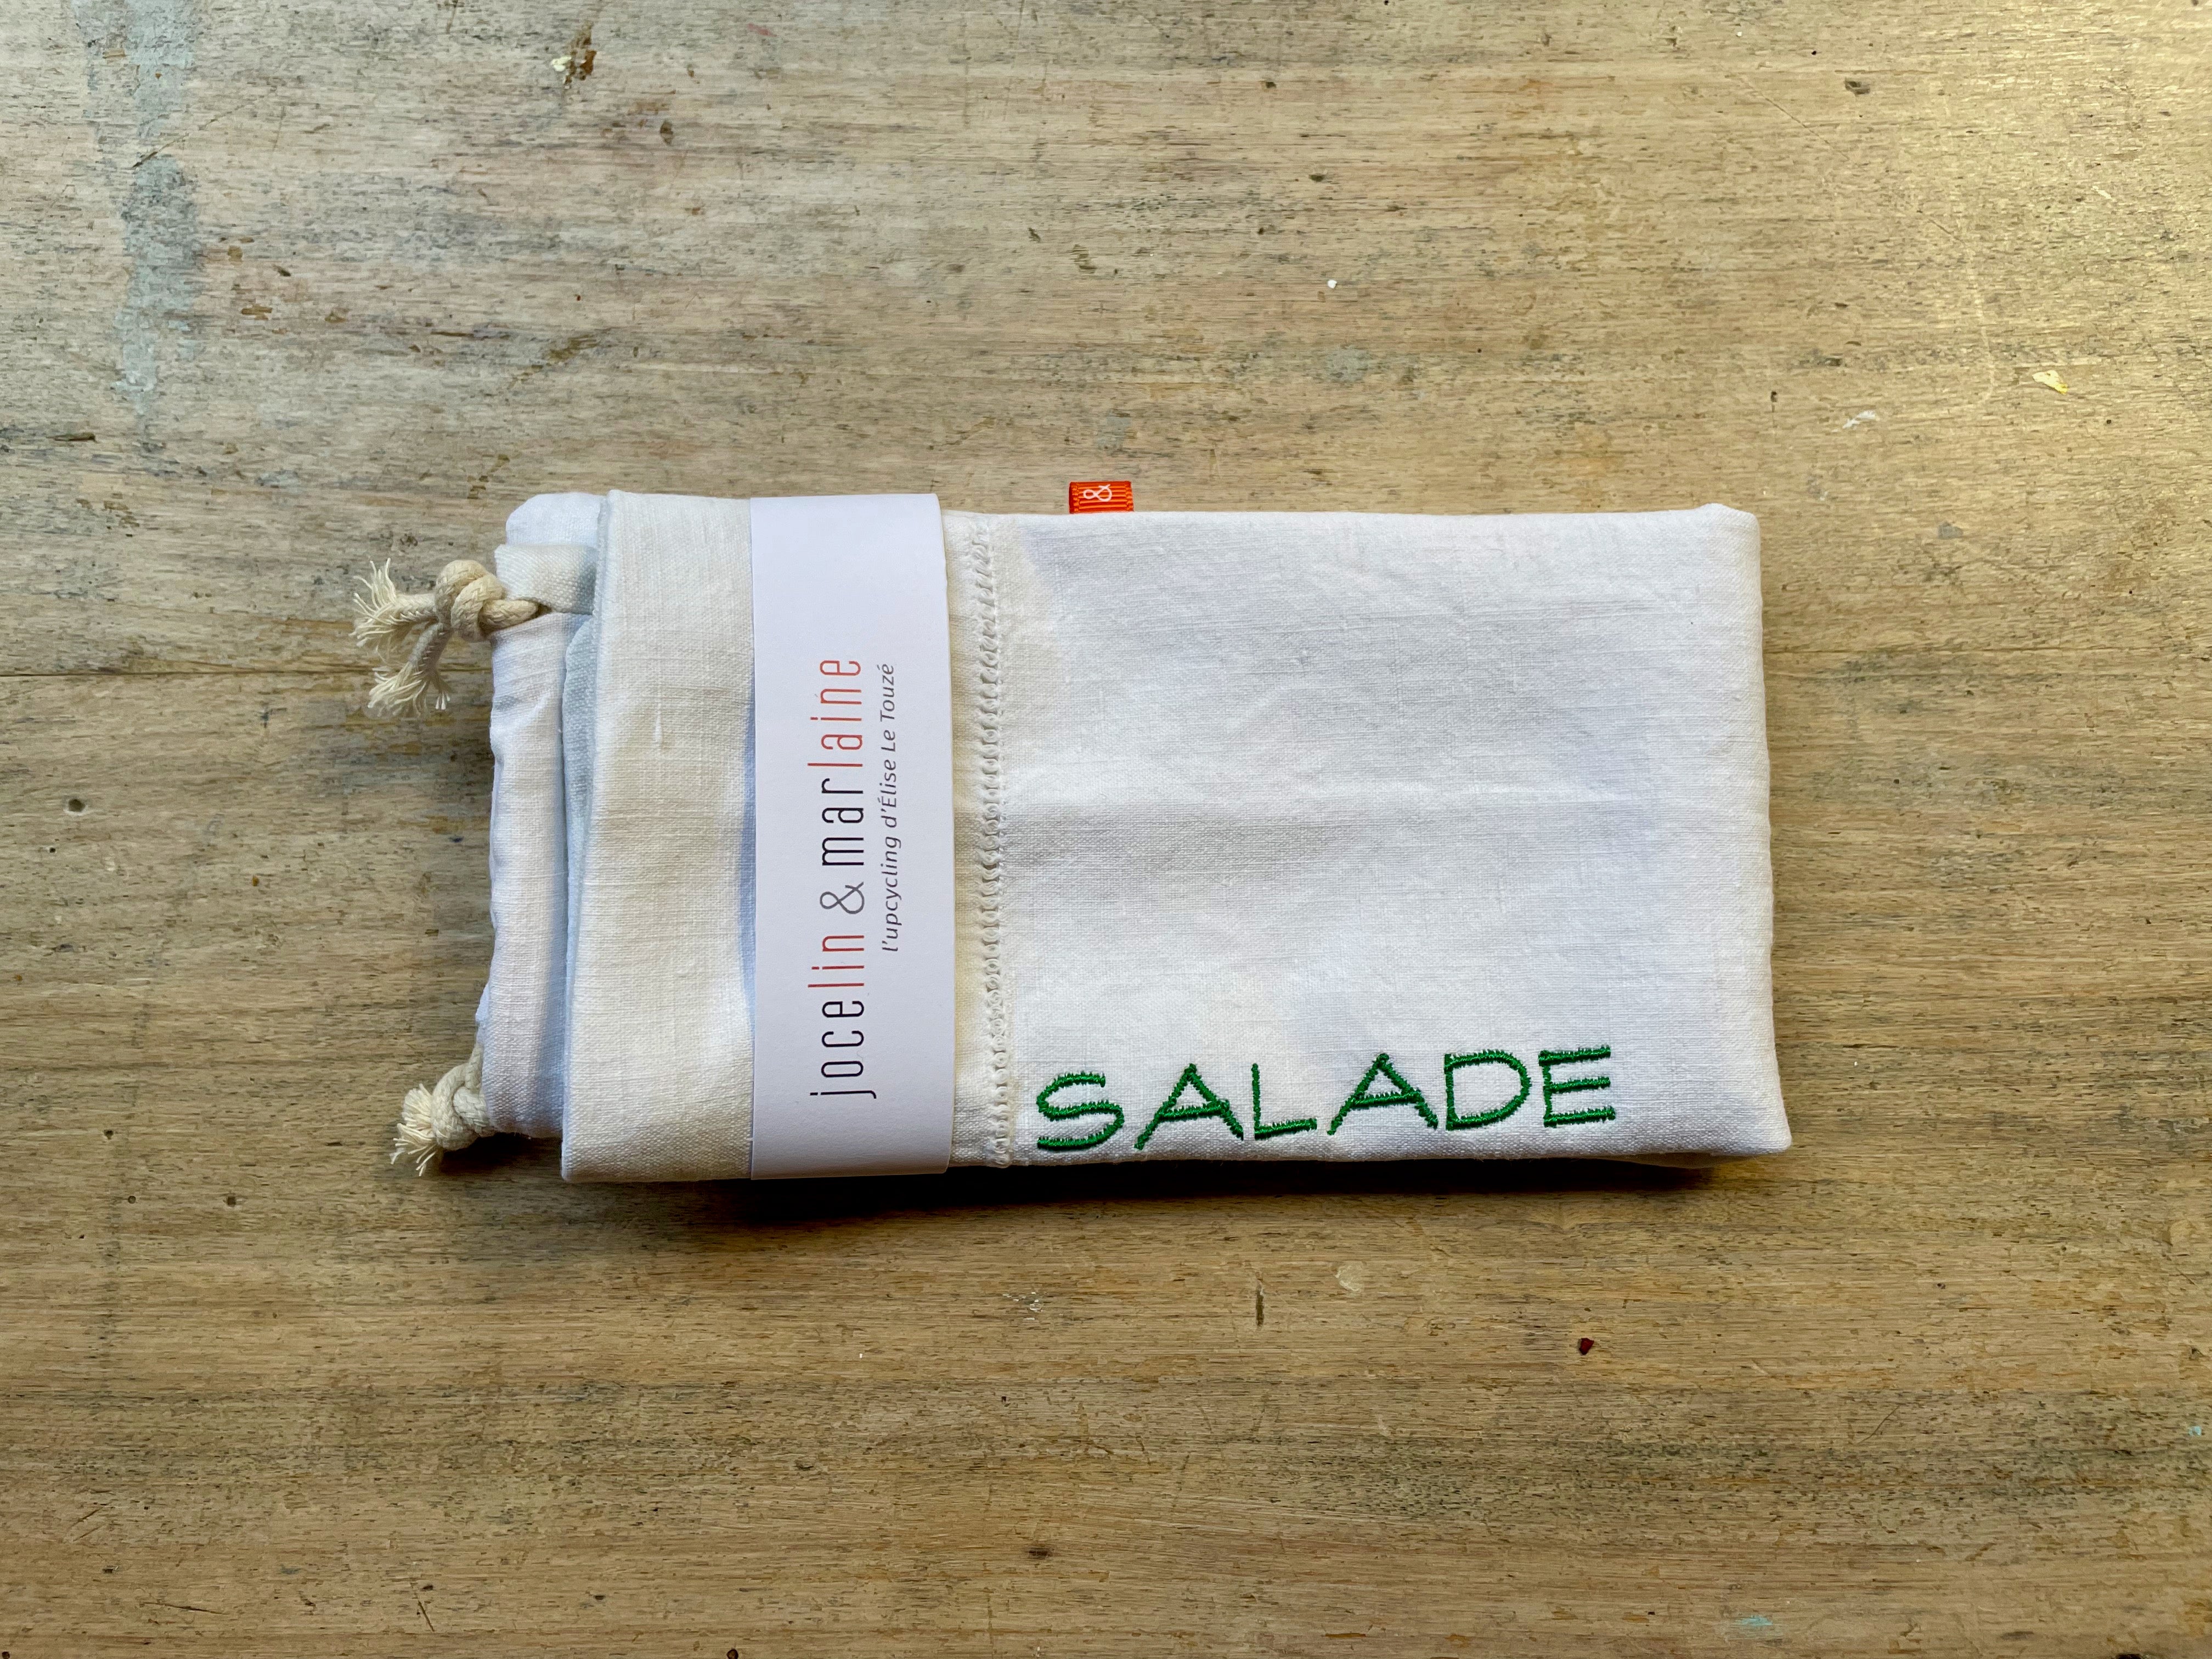 &
jocelin & marlaine
l'upcycling d'Élise Le Touzé
SALADE